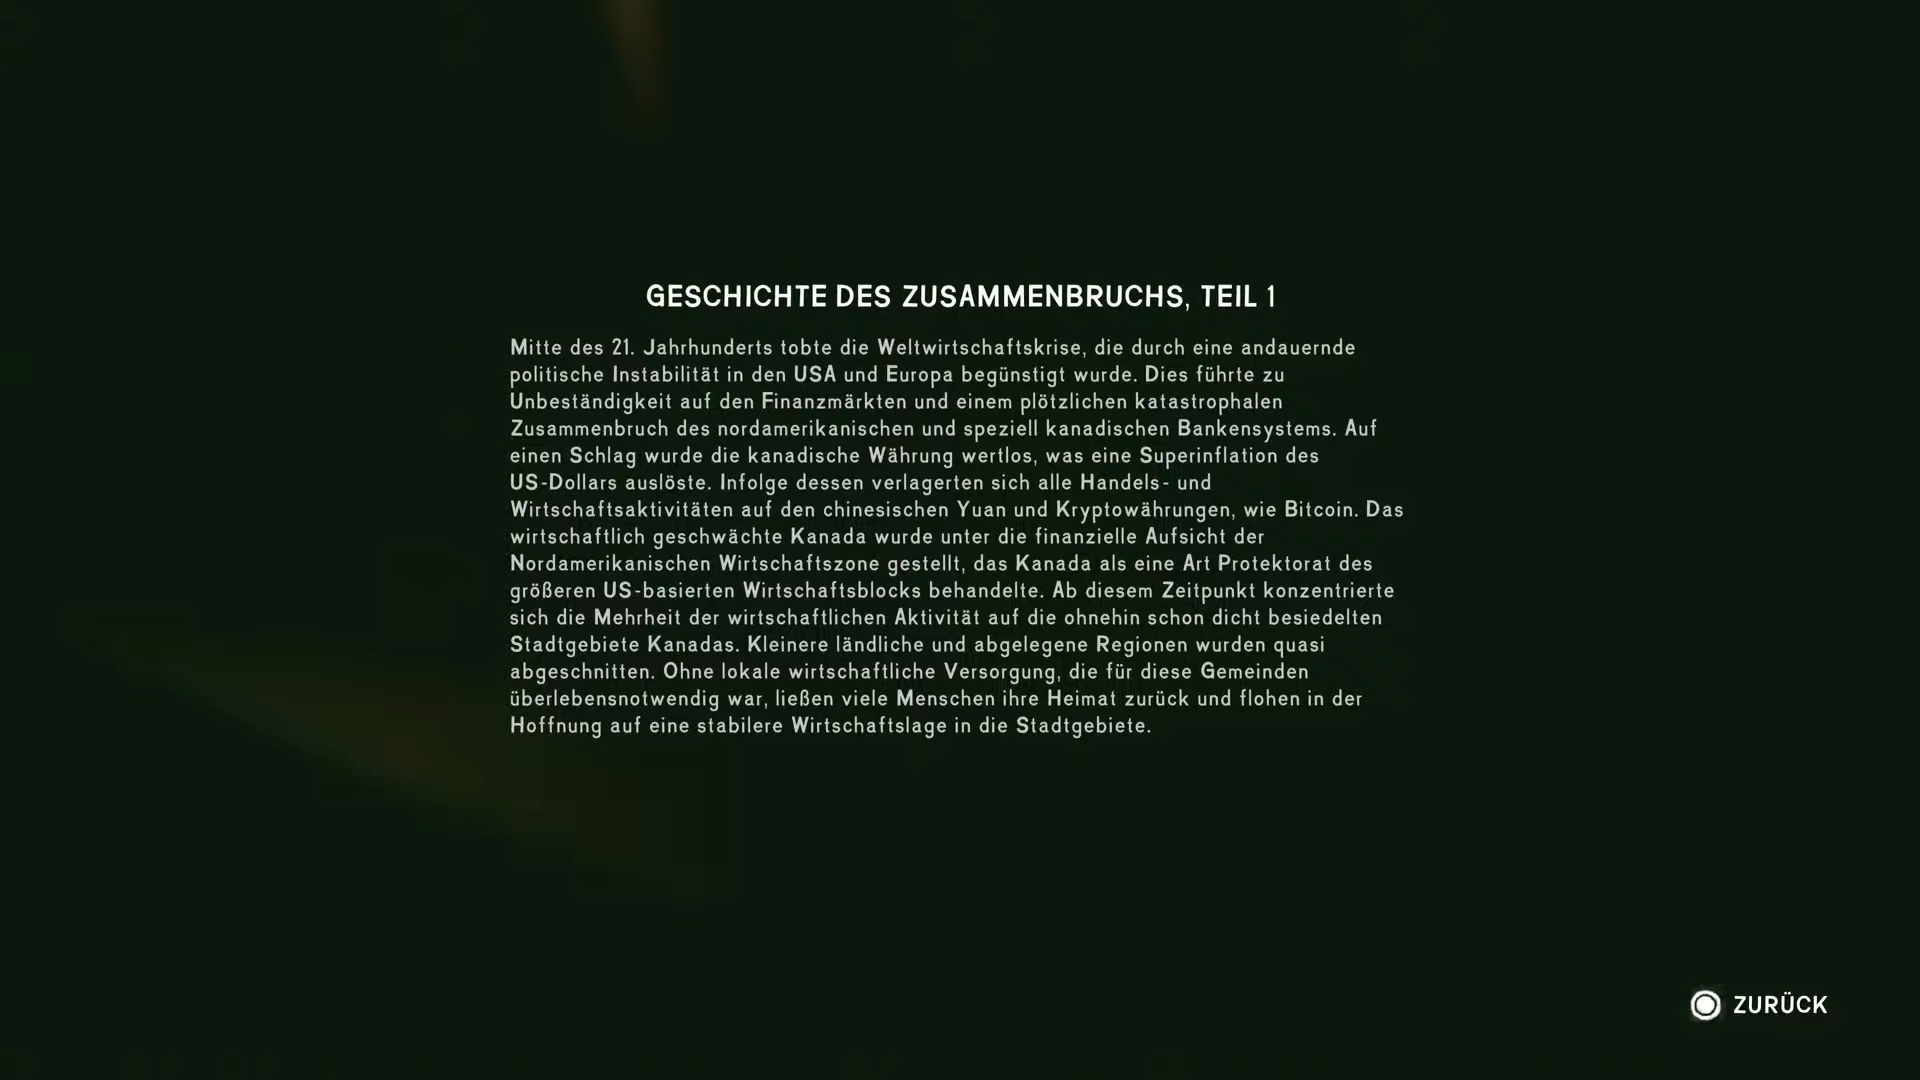 GESCHICHTE DES ZUSAMMENBRUCHS, TEIL 1
Mitte des 21. Jahrhunderts tobte die Weltwirtschaftskrise, die durch eine andauernde
politische Instabilität in den USA und Europa begünstigt wurde. Dies führte zu
Unbeständigkeit auf den Finanzmärkten und einem plötzlichen katastrophalen
Zusammenbruch des nordamerikanischen und speziell kanadischen Bankensystems. Auf
einen Schlag wurde die kanadische Währung wertlos, was eine Superinflation des
US-Dollars auslöste. Infolge dessen verlagerten sich alle Handels- und
Wirtschaftsaktivitäten auf den chinesischen Yuan und Kryptowährungen, wie Bitcoin. Das
wirtschaftlich geschwächte Kanada wurde unter die finanzielle Aufsicht der
Nordamerikanischen Wirtschaftszone gestellt, das Kanada als eine Art Protektorat des
größeren US-basierten Wirtschaftsblocks behandelte. Ab diesem Zeitpunkt konzentrierte
sich die Mehrheit der wirtschaftlichen Aktivität auf die ohnehin schon dicht besiedelten
Stadtgebiete Kanadas. Kleinere ländliche und abgelegene Regionen wurden quasi
abgeschnitten. Ohne lokale wirtschaftliche Versorgung, die für diese Gemeinden
überlebensnotwendig war, ließen viele Menschen ihre Heimat zurück und flohen in der
Hoffnung auf eine stabilere Wirtschaftslage in die Stadtgebiete.
ZURÜCK